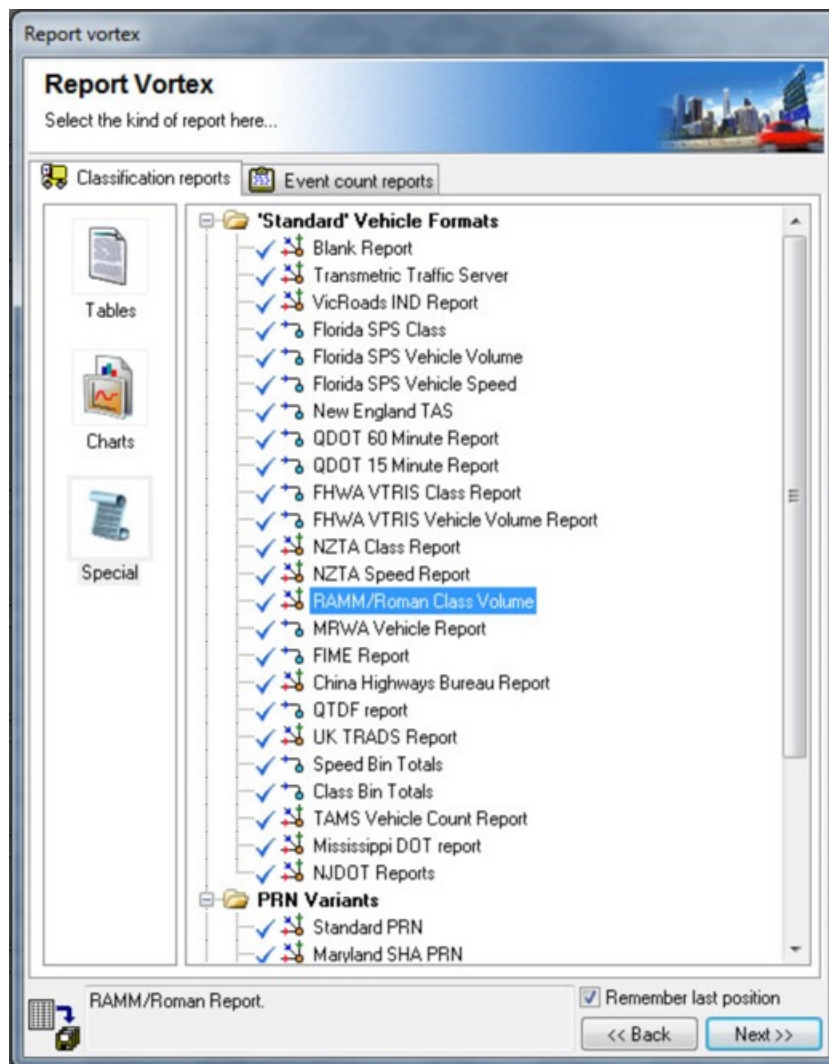 Report vortex
Report Vortex
Select the kind of report here...
Classification reports
Event count reports
Tables
Charts
Special
'Standard' Vehicle Formats
Blank Report
Transmetric Traffic Server
VicRoads IND Report
Florida SPS Class
Florida SPS Vehicle Volume
Florida SPS Vehicle Speed
New England TAS
QDOT 60 Minute Report
QDOT 15 Minute Report
FHWA VTRIS Class Report
FHWA VTRIS Vehicle Volume Report
NZTA Class Report
NZTA Speed Report
RAMM/Roman Class Volume
MRWA Vehicle Report
FIME Report
China Highways Bureau Report
QTDF report
UK TRADS Report
Speed Bin Totals
Class Bin Totals
TAMS Vehicle Count Report
Mississippi DOT report
NJDOT Reports
PRN Variants
Standard PRN
Maryland SHA PRN
RAMM/Roman Report.
Remember last position
<< Back
Next >>